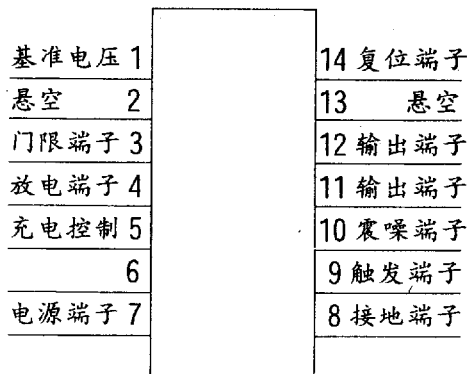 基准电压 1
悬空 2
门限端子 3
放电端子 4
充电控制 5
6
电源端子 7
14 复位端子
13 悬空
12 输出端子
11 输出端子
10 震噪端子
9 触发端子
8 接地端子